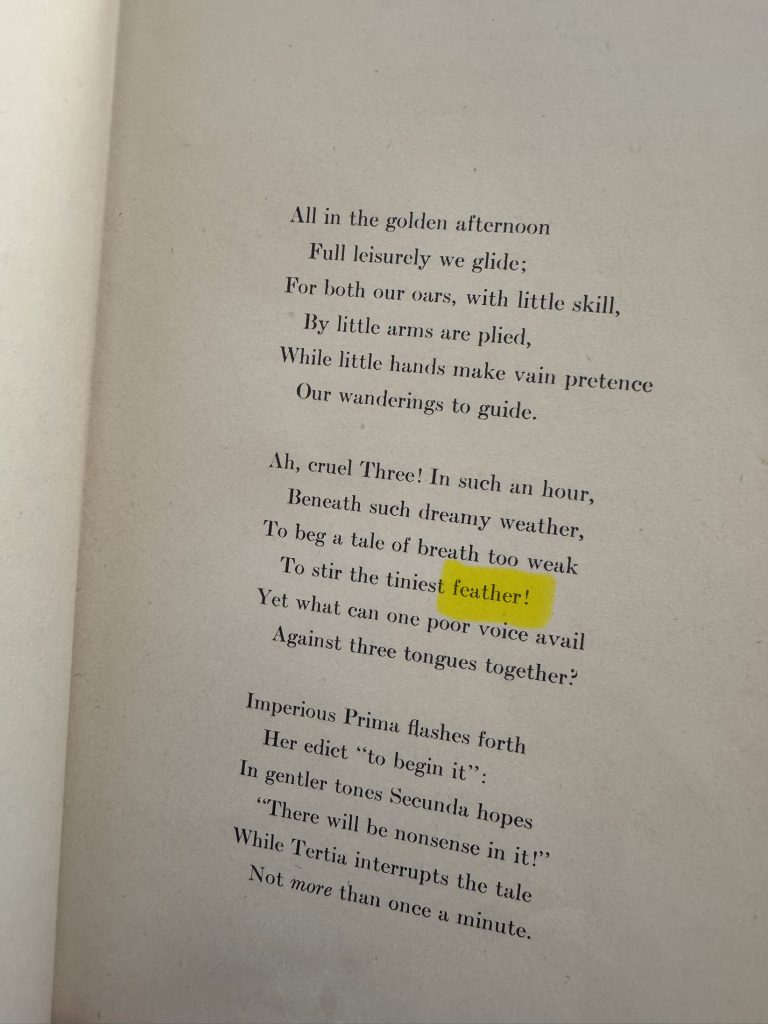 All in the golden afternoon
Full leisurely we glide;
For both our oars, with little skill,
By little arms are plied,
While little hands make vain pretence
Our wanderings to guide.
Ah, cruel Three! In such an hour,
Beneath such dreamy weather,
To beg a tale of breath too weak
To stir the tiniest feather!
Yet what can one poor voice avail
Against three tongues together?
Imperious Prima flashes forth
Her edict “to begin it”:
In gentler tones Secunda hopes
“There will be nonsense in it!”
While Tertia interrupts the tale
Not more than once a minute.